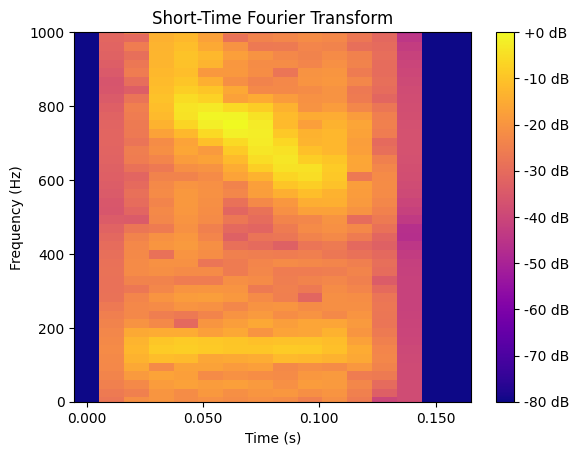 Short-Time Fourier Transform
1000
800
600
400
200
0
Frequency (Hz)
0.000
0.050
0.100
0.150
Time (s)
+0 dB
-10 dB
-20 dB
-30 dB
-40 dB
-50 dB
-60 dB
-70 dB
-80 dB